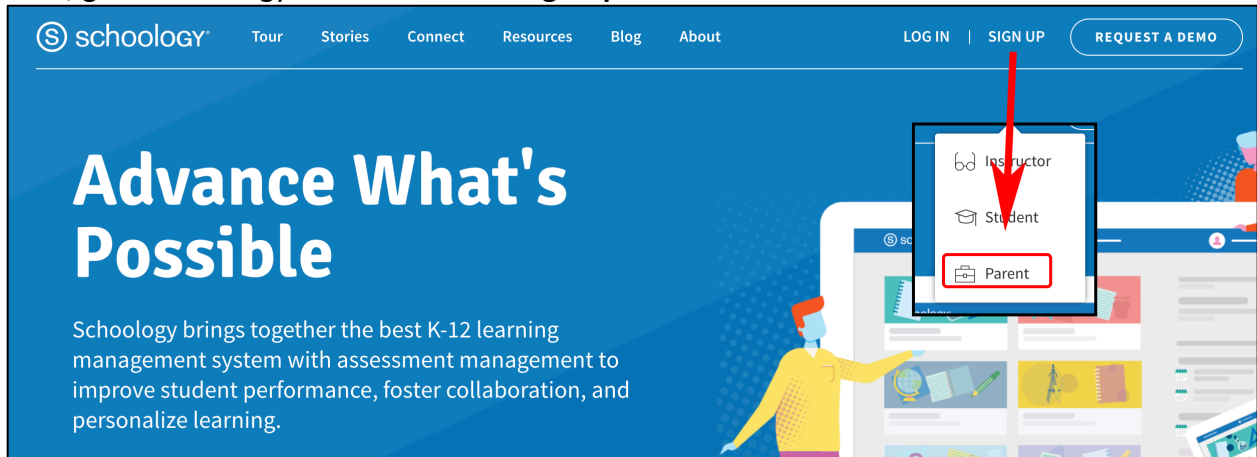 schoology
Tour Stories Connect Resources Blog About LOG IN | SIGN UP REQUEST A DEMO
Instructor
Student
Parent
Advance What's
Possible
Schoology brings together the best K-12 learning
management system with assessment management to
improve student performance, foster collaboration, and
personalize learning.